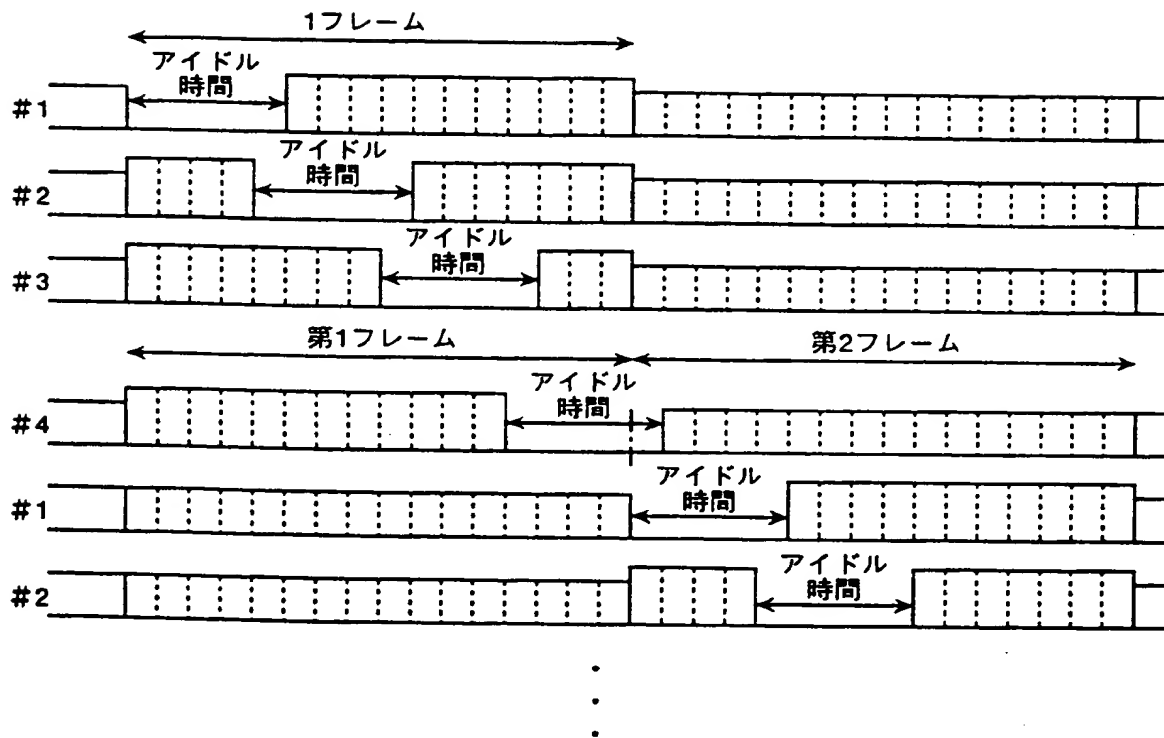 1フレーム
アイドル
時間
#1
アイドル
時間
#2
アイドル
時間
#3
第1フレーム
第2フレーム
アイドル
時間
#4
アイドル
時間
#1
アイドル
時間
#2